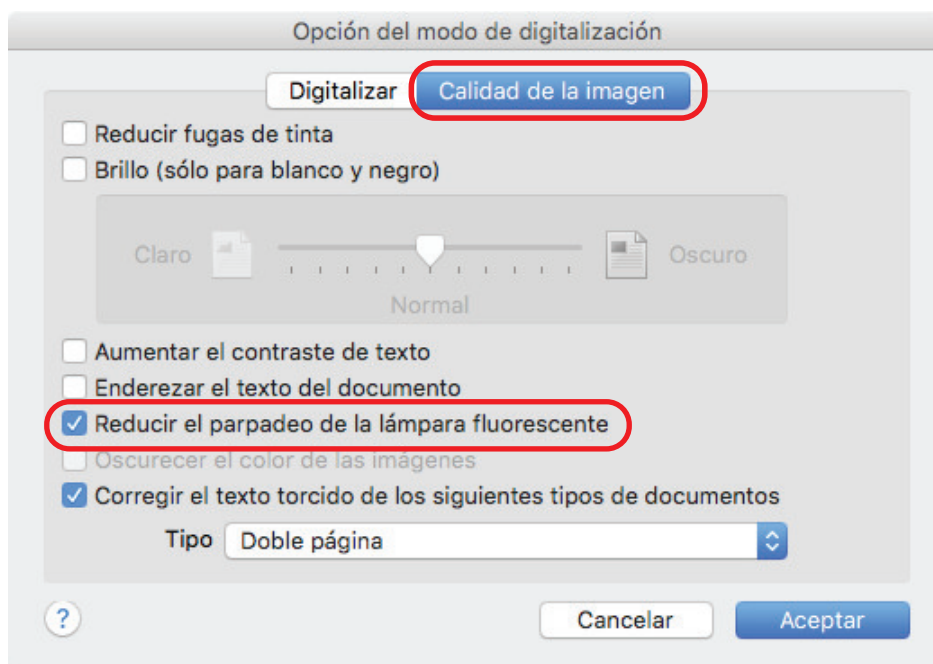 Opción del modo de digitalización
Digitalizar Calidad de la imagen
Reducir fugas de tinta
Brillo (sólo para blanco y negro)
Claro Oscuro
Normal
Aumentar el contraste de texto
Enderezar el texto del documento
Reducir el parpadeo de la lámpara fluorescente
Oscurecer el color de las imágenes
Corregir el texto torcido de los siguientes tipos de documentos
Tipo Doble página
? Cancelar Aceptar